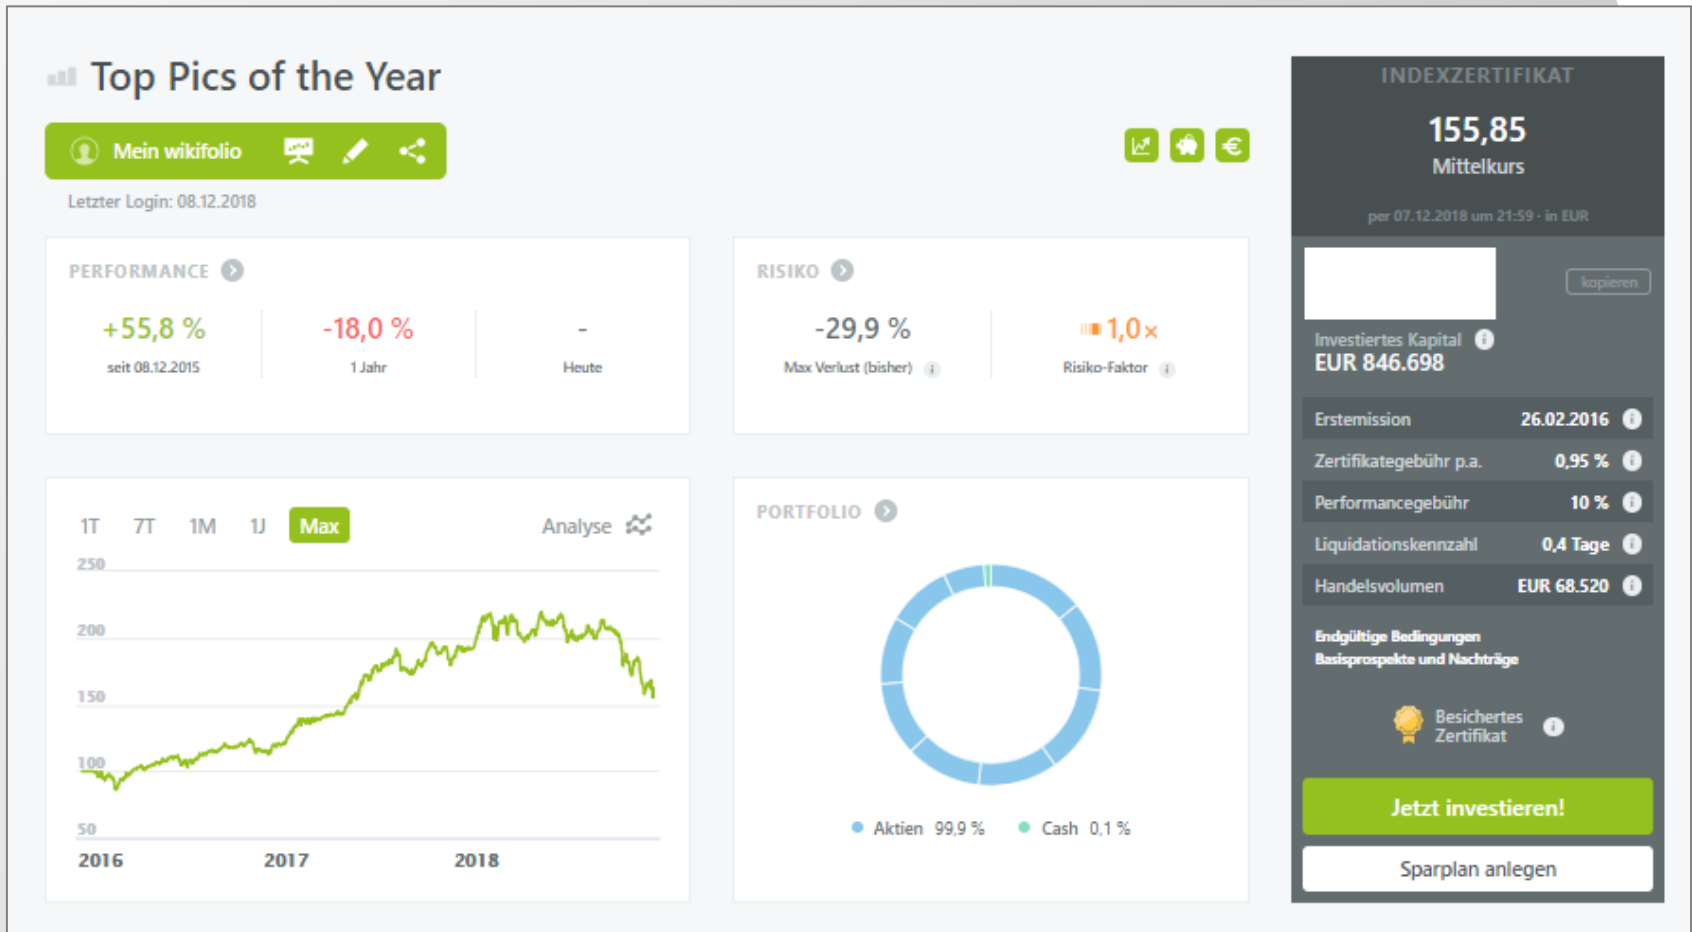 Top Pics of the Year
Mein wikifolio
Letzter Login: 08.12.2018
PERFORMANCE
+55,8 %
seit 08.12.2015
-18,0 %
1 Jahr
-
Heute
RISIKO
-29,9 %
Max Verlust (bisher)
1,0×
Risiko-Faktor
1T 7T 1M 1J Max Analyse
250
200
150
100
50
2016 2017 2018
PORTFOLIO
Aktien 99,9 % Cash 0,1 %
INDEXZERTIFIKAT
155,85
Mittelkurs
per 07.12.2018 um 21:59 - in EUR
kopieren
Investiertes Kapital
EUR 846.698
Erstemission 26.02.2016
Zertifikategebühr p.a. 0,95 %
Performancegebühr 10 %
Liquidationskennzahl 0,4 Tage
Handelsvolumen EUR 68.520
Endgültige Bedingungen
Basisprospekte und Nachträge
Besichertes
Zertifikat
Jetzt investieren!
Sparplan anlegen